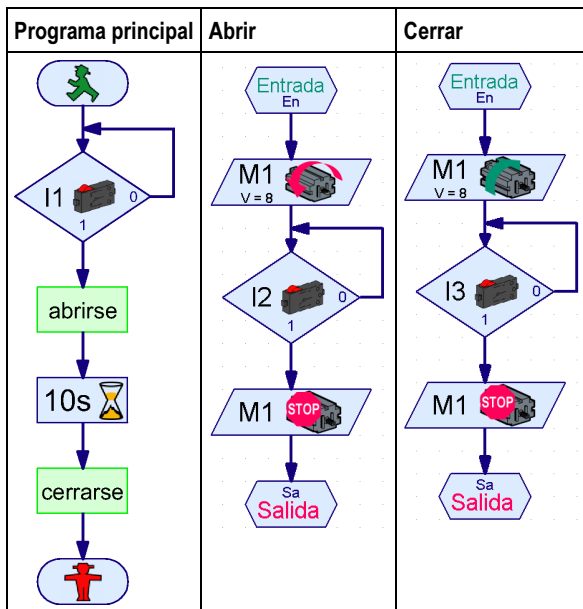 Programa principal
I1
0
1
abrirse
10s
cerrarse
Abrir
Entrada
En
M1
V = 8
I2
0
1
M1
STOP
Sa
Salida
Cerrar
Entrada
En
M1
V = 8
I3
0
1
M1
STOP
Sa
Salida